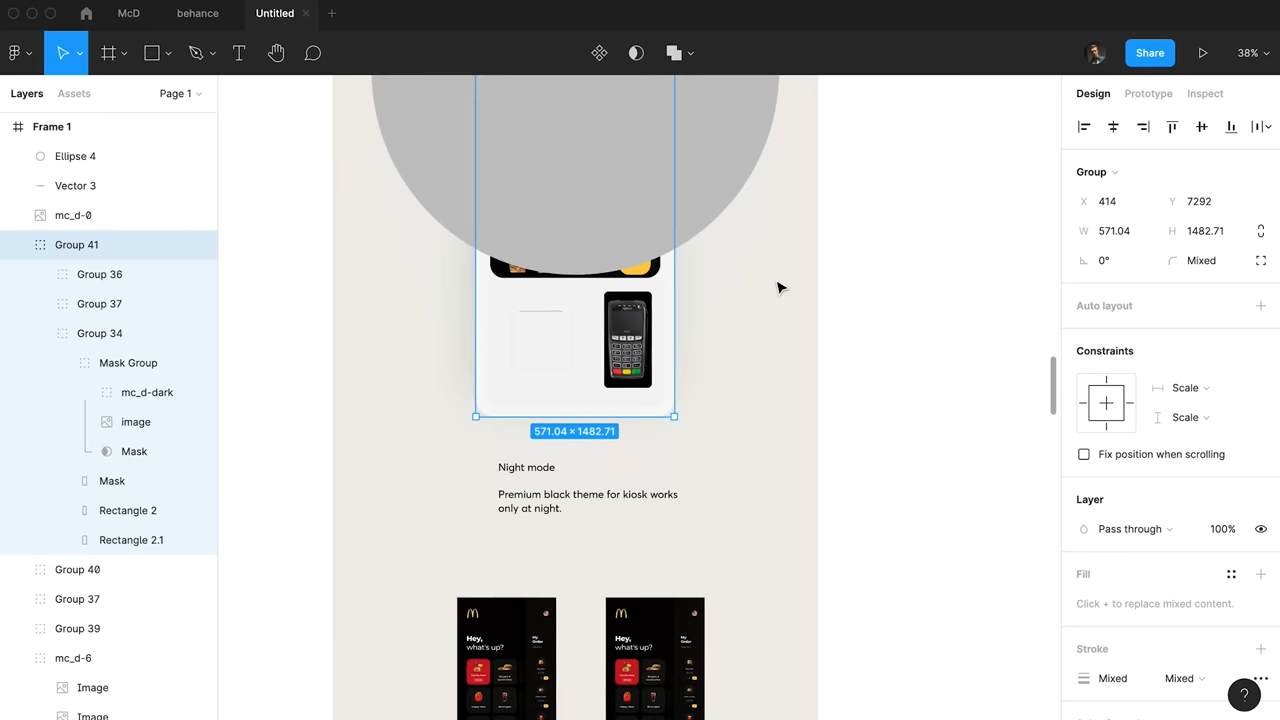 McD
behance
Untitled
Share
38%
Layers
Assets
Page 1
Frame 1
Ellipse 4
Vector 3
mc_d-0
Group 41
Group 36
Group 37
Group 34
Mask Group
mc_d-dark
image
Mask
Mask
Rectangle 2
Rectangle 2.1
Group 40
Group 37
Group 39
mc_d-6
Image
Image
571.04 × 1482.71
Night mode
Premium black theme for kiosk works
only at night.
Hey,
what's up?
My
Order
Hey,
what's up?
My
Order
Design
Prototype
Inspect
Group
X 414
Y 7292
W 571.04
H 1482.71
0°
Mixed
Auto layout
Constraints
Scale
Scale
Fix position when scrolling
Layer
Pass through
100%
Fill
Click + to replace mixed content.
Stroke
Mixed
Mixed
?